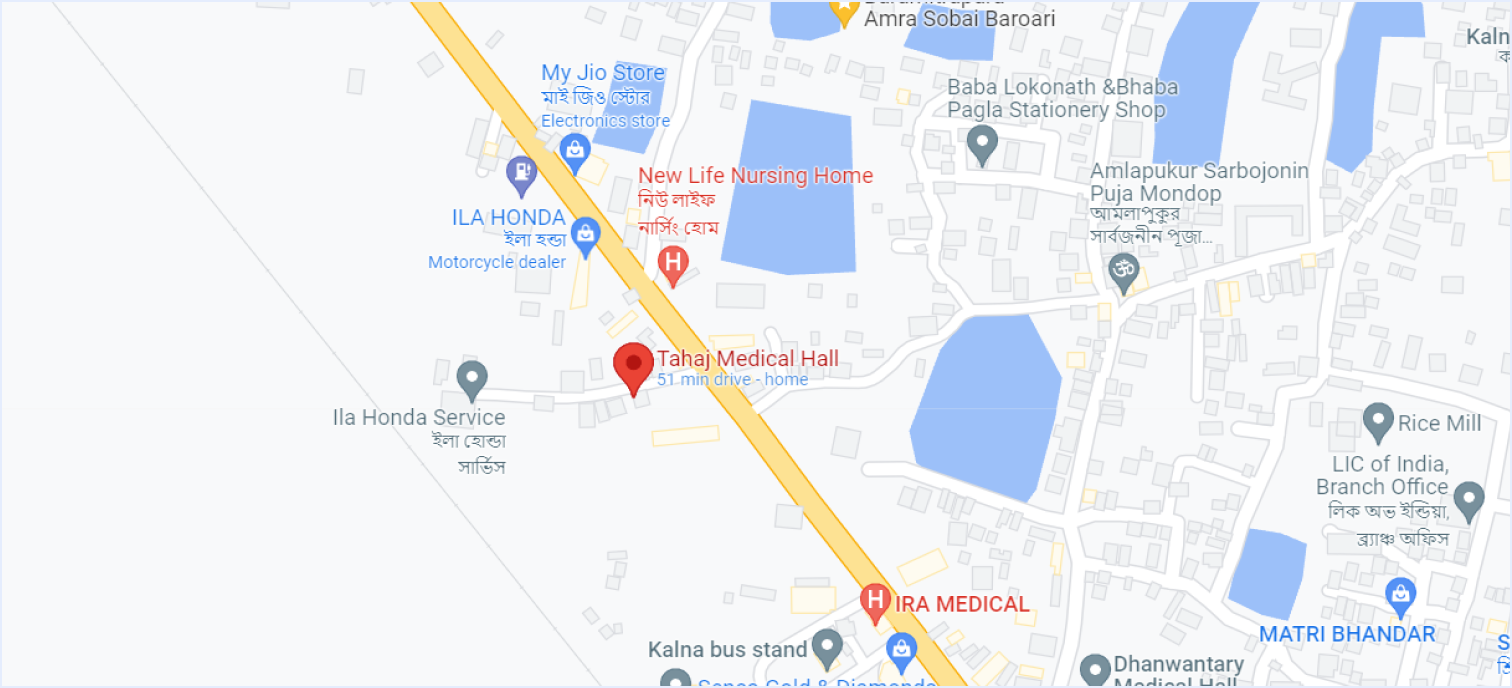 Amra Sobai Baroari
Kaln
My Jio Store
মাই জিও স্টোর
Electronics store
Baba Lokonath &Bhaba
Pagla Stationery Shop
New Life Nursing Home
নিউ লাইফ
নার্সিং হোম
Amlapukur Sarbojonin
Puja Mondop
আমলাপুকুর
সার্বজনীন পূজা...
ILA HONDA
ইলা হন্ডা
Motorcycle dealer
Tahaj Medical Hall
51 min drive - home
Ila Honda Service
ইলা হোন্ডা
সার্ভিস
Rice Mill
LIC of India,
Branch Office
লিক অভ ইন্ডিয়া,
ব্র্যাঞ্চ অফিস
H IRA MEDICAL
MATRI BHANDAR
Kalna bus stand
Dhanwantary
Medical Hall